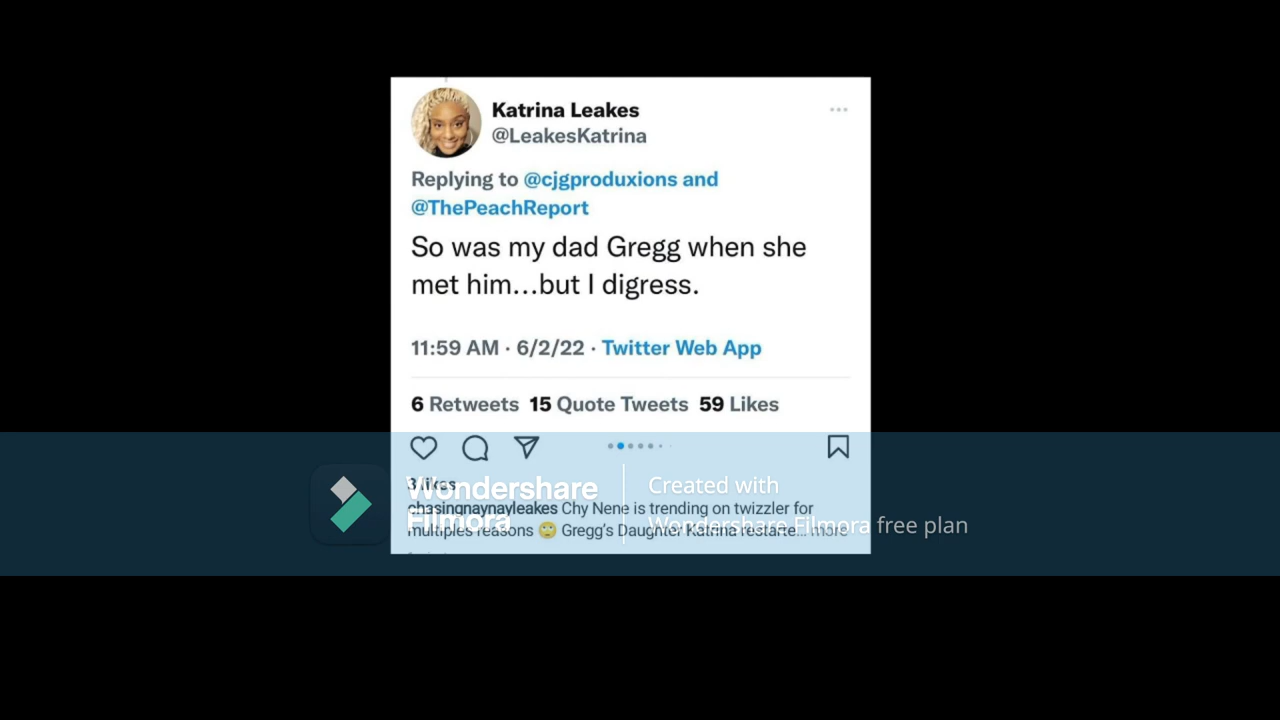 Katrina Leakes
@LeakesKatrina
Replying to @cjgproduxions and
@ThePeachReport
So was my dad Gregg when she
met him...but I digress.
11:59 AM · 6/2/22 · Twitter Web App
6 Retweets 15 Quote Tweets 59 Likes
3 likes
chasingnaynayleakes Chy Nene is trending on twizzler for
multiples reasons 🙄 Gregg's Daughter Katrina restarte... more
Wondershare
Filmora
Created with
Wondershare Filmora free plan